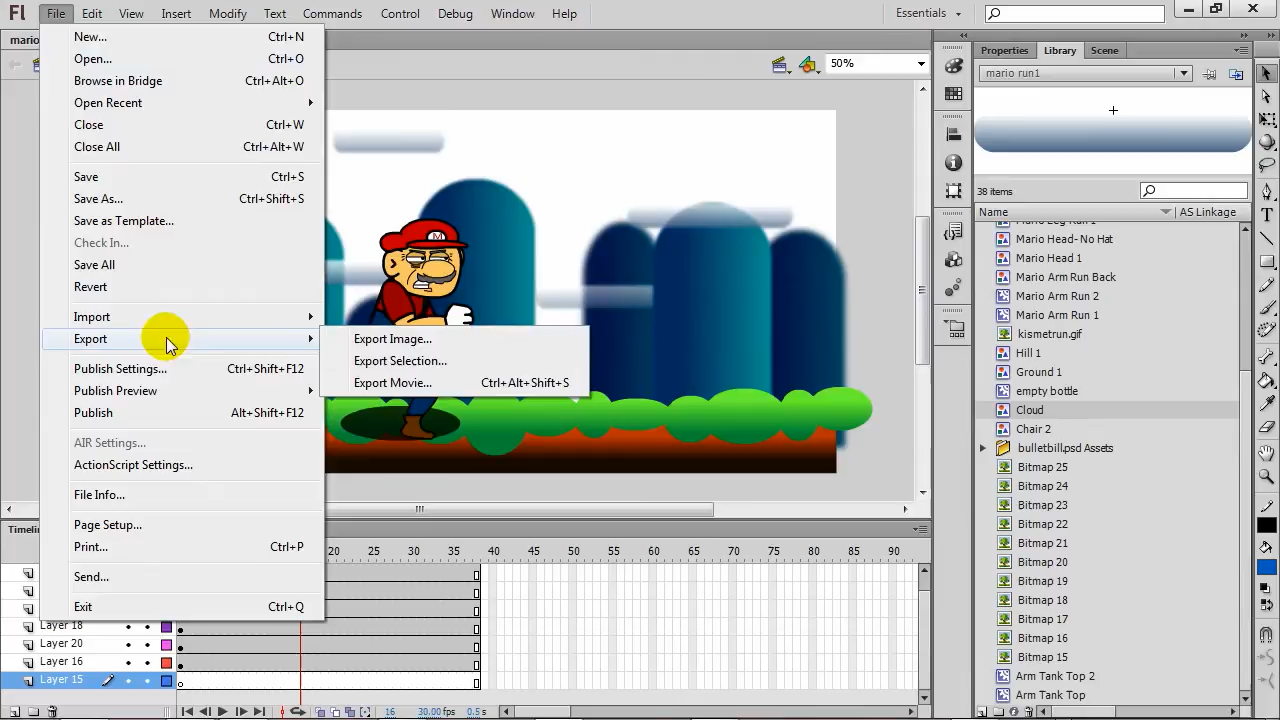 Fl File Edit View Insert Modify Text Commands Control Debug Window Help Essentials
mario
New... Ctrl+N
Open... Ctrl+O
Browse in Bridge Ctrl+Alt+O
Open Recent
Close Ctrl+W
Close All Ctrl+Alt+W
Save Ctrl+S
Save As... Ctrl+Shift+S
Save as Template...
Check In...
Save All
Revert
Import
Export
Publish Settings... Ctrl+Shift+F12
Publish Preview
Publish Alt+Shift+F12
AIR Settings...
ActionScript Settings...
File Info...
Page Setup...
Print... Ctrl+P
Send...
Exit Ctrl+Q
Export Image...
Export Selection...
Export Movie... Ctrl+Alt+Shift+S
50%
M
Properties Library Scene
mario run1
38 items
Name AS Linkage
Mario Leg Run 1
Mario Head- No Hat
Mario Head 1
Mario Arm Run Back
Mario Arm Run 2
Mario Arm Run 1
kismetrun.gif
Hill 1
Ground 1
empty bottle
Cloud
Chair 2
bulletbill.psd Assets
Bitmap 25
Bitmap 24
Bitmap 23
Bitmap 22
Bitmap 21
Bitmap 20
Bitmap 19
Bitmap 18
Bitmap 17
Bitmap 16
Bitmap 15
Arm Tank Top 2
Arm Tank Top
Timelin
20 25 30 35 40 45 50 55 60 65 70 75 80 85 90
Layer 18
Layer 20
Layer 16
Layer 15
16 30.00 fps 0.5 s